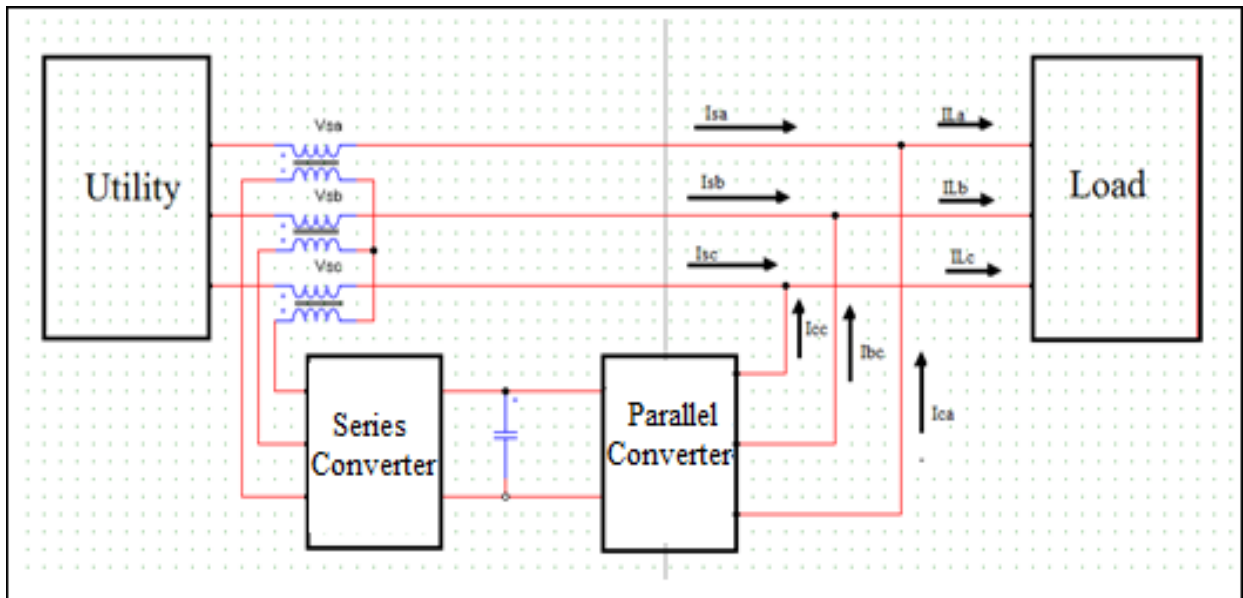 Utility
Vsa
Vsb
Vsc
Isa
Isb
Isc
ILa
ILb
ILc
Load
Icc
Ibc
Ica
Series
Converter
Parallel
Converter